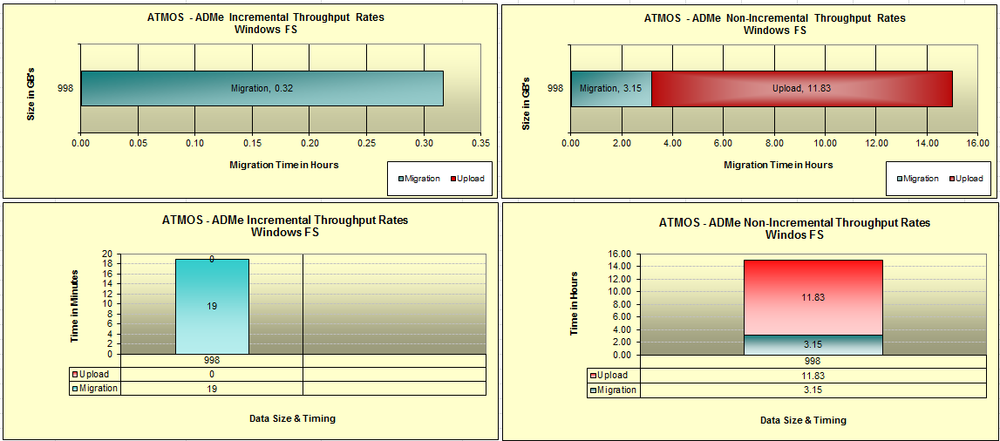 ATMOS - ADMe Incremental Throughput Rates
Windows FS
Size in GB's
998
Migration, 0.32
0.00 0.05 0.10 0.15 0.20 0.25 0.30 0.35
Migration Time in Hours
Migration Upload
ATMOS - ADMe Non-Incremental Throughput Rates
Windows FS
Size in GB's
998
Migration, 3.15 Upload, 11.83
0.00 2.00 4.00 6.00 8.00 10.00 12.00 14.00 16.00
Migration Time in Hours
Migration Upload
ATMOS - ADMe Incremental Throughput Rates
Windows FS
Time in Minutes
20
18
16
14
12
10
8
6
4
2
0
0
19
998
Upload 0
Migration 19
Data Size & Timing
ATMOS - ADMe Non-Incremental Throughput Rates
Windos FS
Time in Hours
16.00
14.00
12.00
10.00
8.00
6.00
4.00
2.00
0.00
11.83
3.15
998
Upload 11.83
Migration 3.15
Data Size & Timing